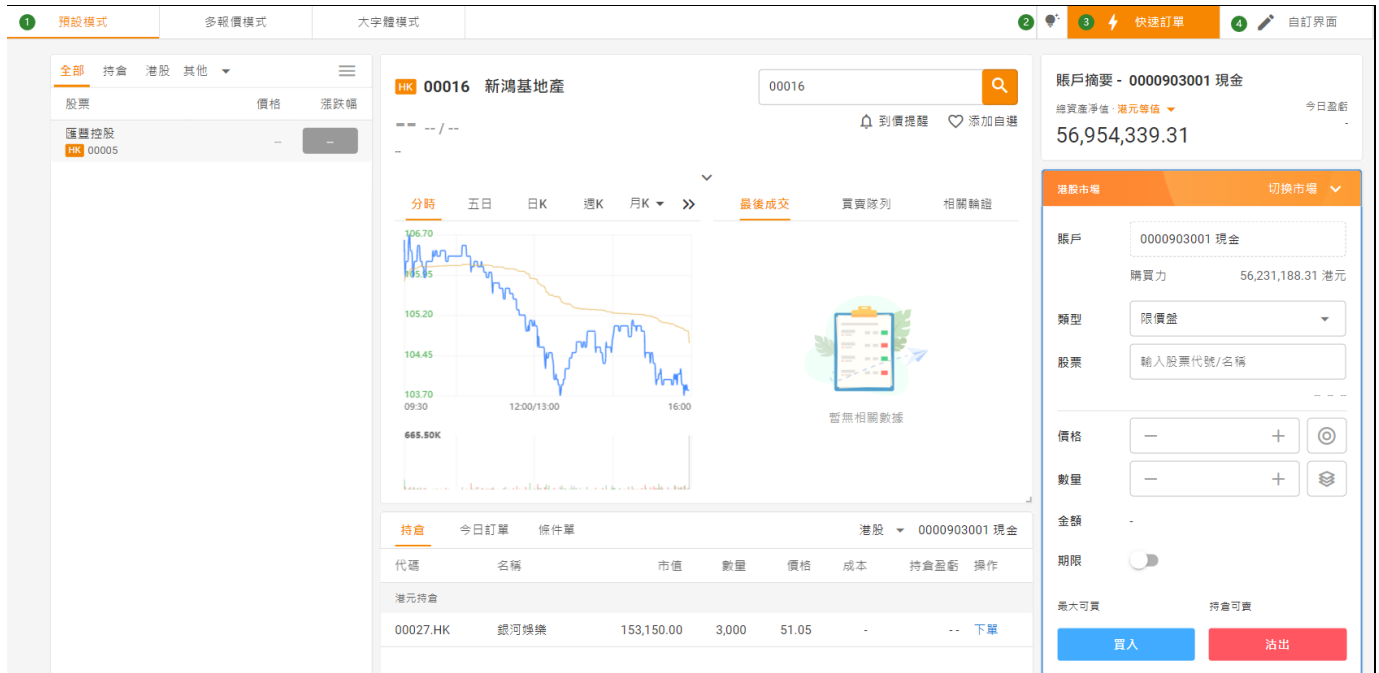 1 預設模式 多報價模式 大字體模式 2 3 快速訂單 4 自訂界面
全部 持倉 港股 其他
股票 價格 漲跌幅
匯豐控股
HK 00005 -- --
HK 00016 新鴻基地產 00016
-- -- / --
到價提醒 添加自選
--
分時 五日 日K 週K 月K
106.70
105.95
105.20
104.45
103.70
09:30 12:00/13:00 16:00
665.50K
最後成交 買賣隊列 相關輪證
暫無相關數據
持倉 今日訂單 條件單 港股 0000903001 現金
代碼 名稱 市值 數量 價格 成本 持倉盈虧 操作
港元持倉
00027.HK 銀河娛樂 153,150.00 3,000 51.05 - -- 下單
賬戶摘要 - 0000903001 現金
總資產淨值 · 港元等值 今日盈虧
56,954,339.31 -
港股市場 切換市場
賬戶 0000903001 現金
購買力 56,231,188.31 港元
類型 限價盤
股票 輸入股票代號/名稱
– – –
價格 — +
數量 — +
金額 -
期限
最大可買 持倉可賣
買入 沽出